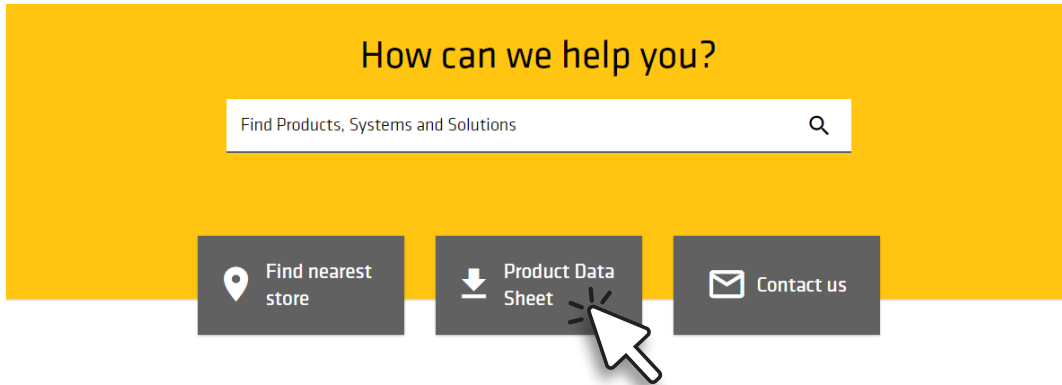 How can we help you?
Find Products, Systems and Solutions
Find nearest
store
Product Data
Sheet
Contact us